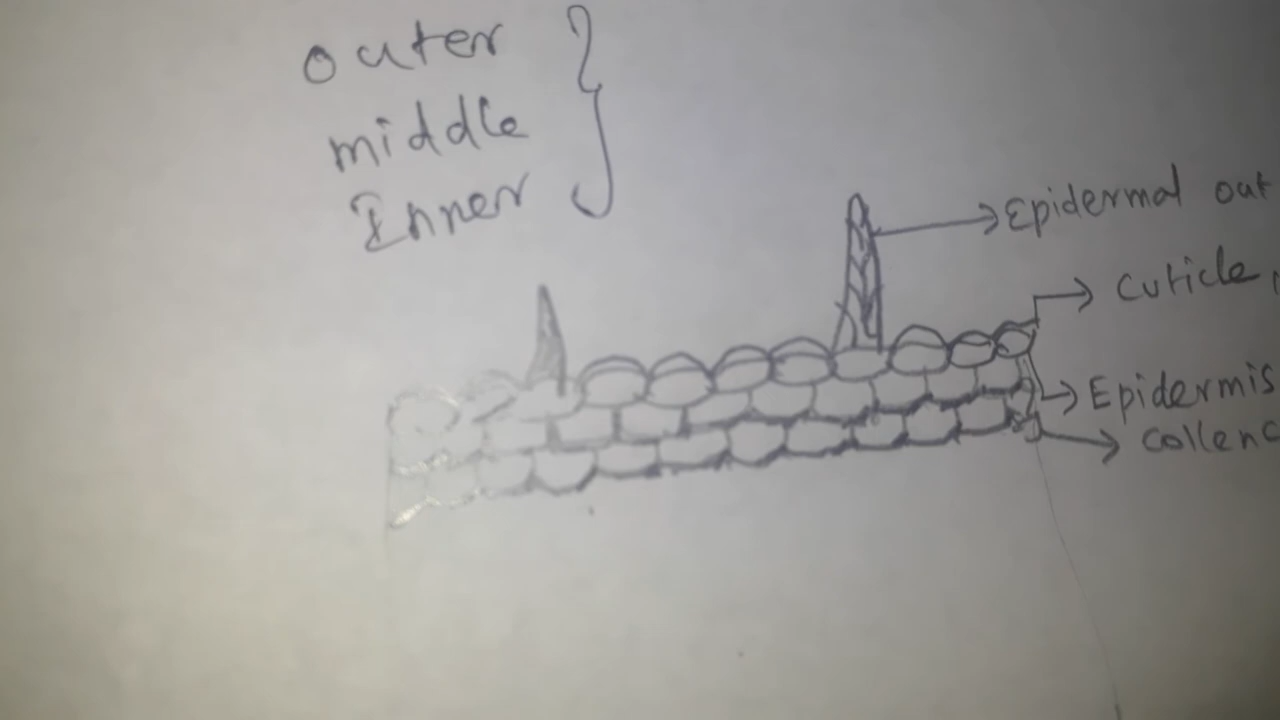 outer
middle
Inner
Epidermal out
Cuticle
Epidermis
Collenc